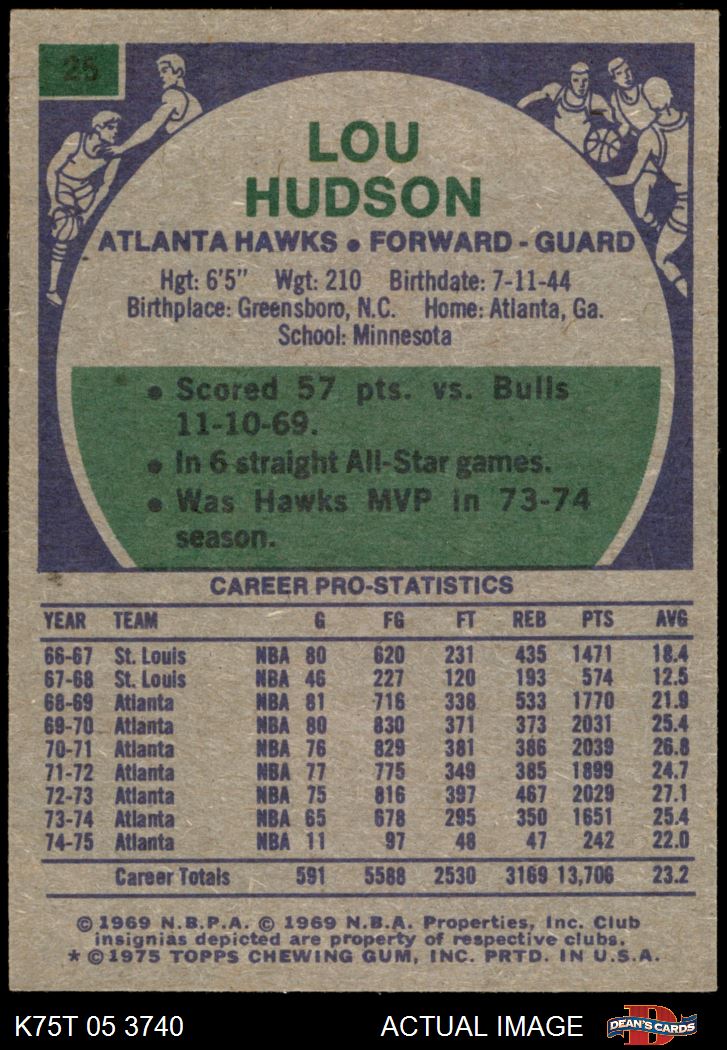 25
LOU
HUDSON
ATLANTA HAWKS • FORWARD - GUARD
Hgt: 6'5" Wgt: 210 Birthdate: 7-11-44
Birthplace: Greensboro, N.C. Home: Atlanta, Ga.
School: Minnesota
• Scored 57 pts. vs. Bulls
11-10-69.
• In 6 straight All-Star games.
• Was Hawks MVP in 73-74
season.
CAREER PRO-STATISTICS
YEAR TEAM G FG FT REB PTS AVG
66-67 St. Louis NBA 80 620 231 435 1471 18.4
67-68 St. Louis NBA 46 227 120 193 574 12.5
68-69 Atlanta NBA 81 716 338 533 1770 21.9
69-70 Atlanta NBA 80 830 371 373 2031 25.4
70-71 Atlanta NBA 76 829 381 386 2039 26.8
71-72 Atlanta NBA 77 775 349 385 1899 24.7
72-73 Atlanta NBA 75 816 397 467 2029 27.1
73-74 Atlanta NBA 65 678 295 350 1651 25.4
74-75 Atlanta NBA 11 97 48 47 242 22.0
Career Totals 591 5588 2530 3169 13,706 23.2
© 1969 N.B.P.A. © 1969 N.B.A. Properties, Inc. Club
insignias depicted are property of respective clubs.
* © 1975 TOPPS CHEWING GUM, INC. PRTD. IN U.S.A.
K75T 05 3740 ACTUAL IMAGE D DEAN'S CARDS